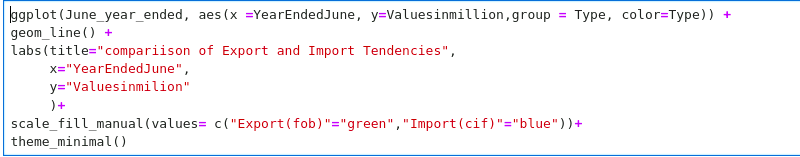 ggplot(June_year_ended, aes(x =YearEndedJune, y=Valuesinmillion,group = Type, color=Type)) +
geom_line() +
labs(title="compariison of Export and Import Tendencies",
     x="YearEndedJune",
     y="Valuesinmilion"
     )+
scale_fill_manual(values= c("Export(fob)"="green","Import(cif)"="blue"))+
theme_minimal()